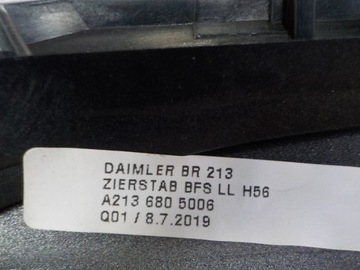 DAIMLER BR 213
ZIERSTAB BFS LL H56
A213 680 5006
Q01 / 8.7.2019